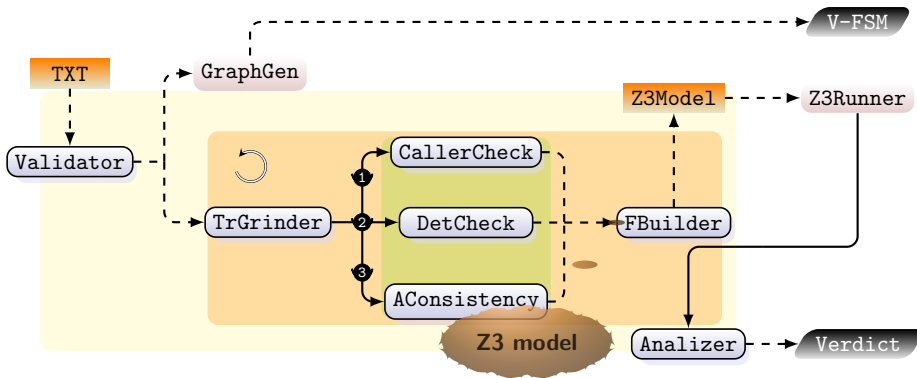 V-FSM
TXT
GraphGen
Z3Model
Z3Runner
Validator
CallerCheck
1
TrGrinder
2
DetCheck
FBuilder
3
AConsistency
Z3 model
Analizer
Verdict